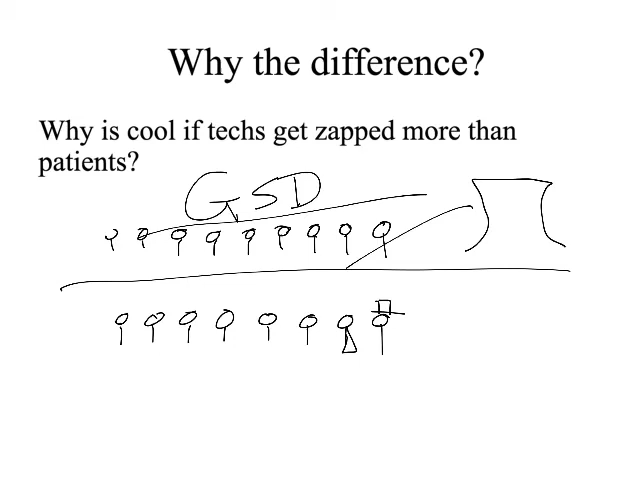 Why the difference?
Why is cool if techs get zapped more than
patients?
GSD